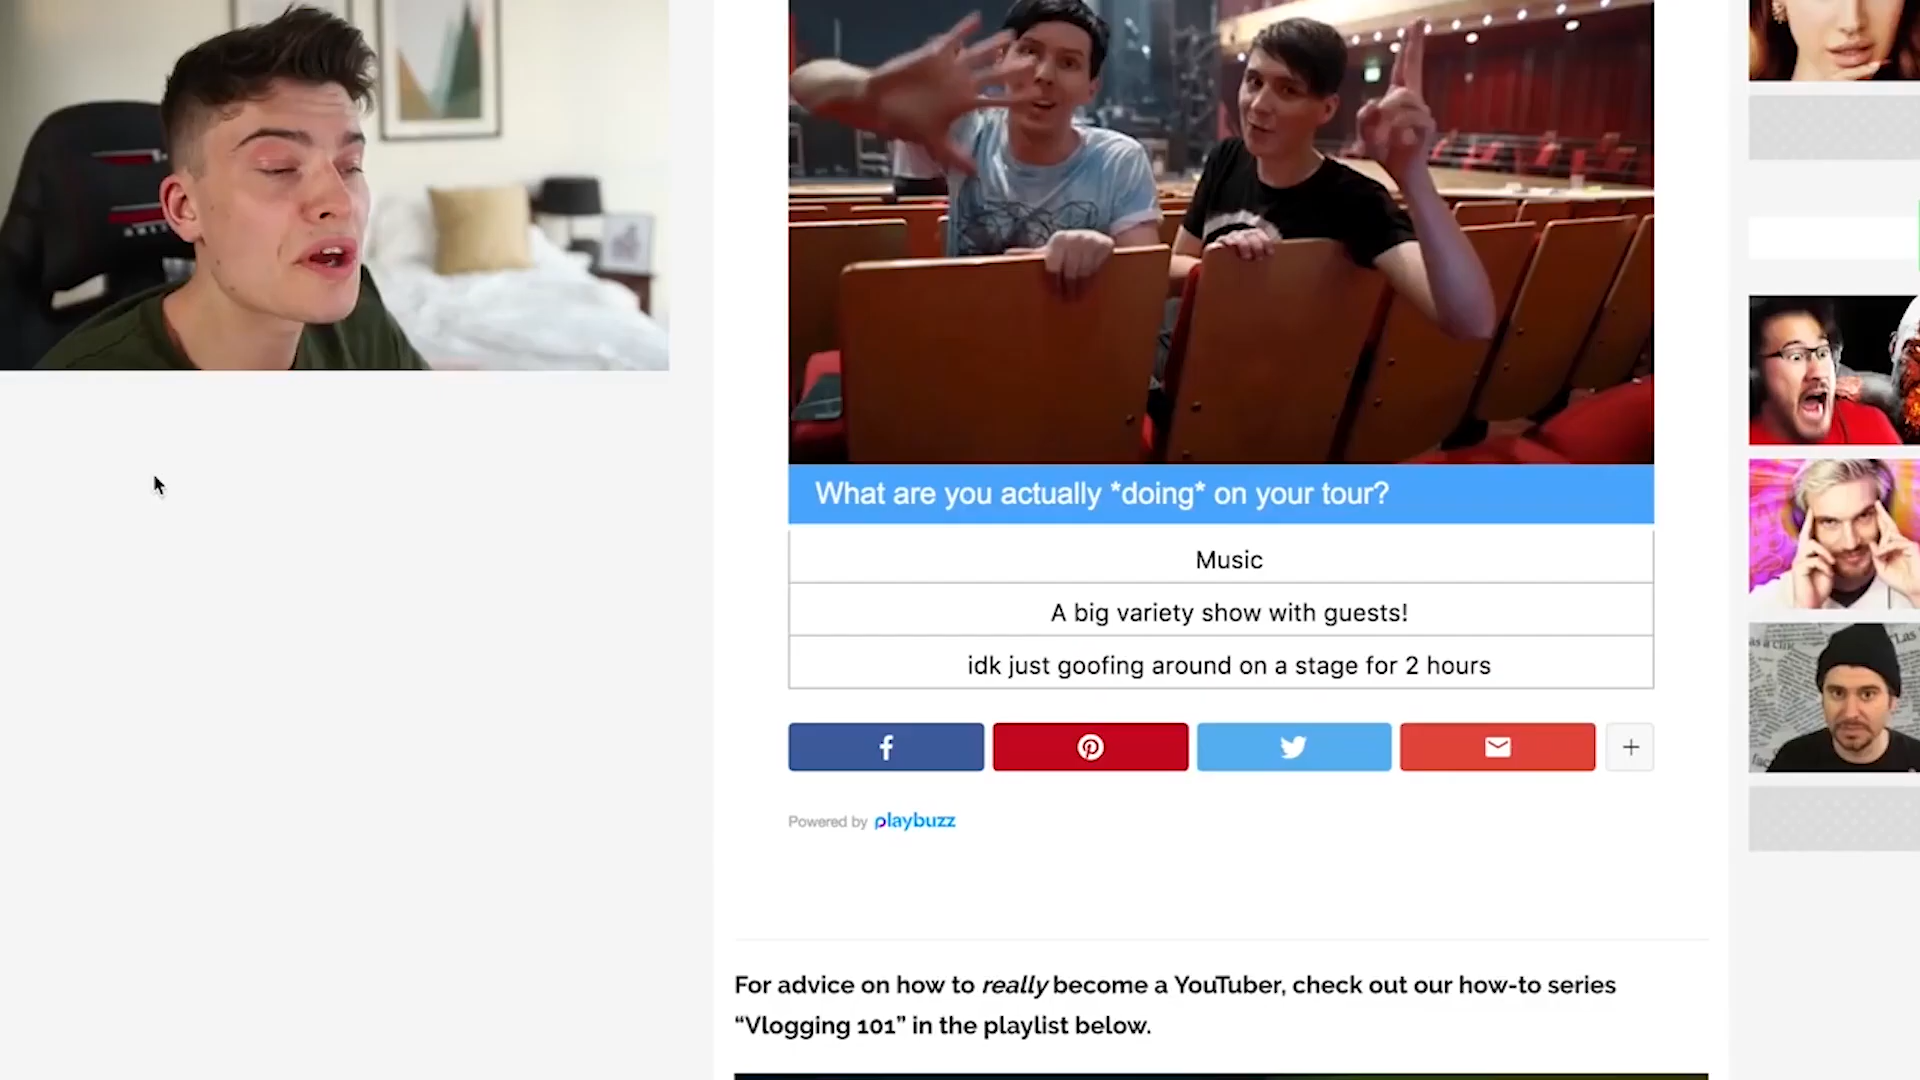 What are you actually *doing* on your tour?
Music
A big variety show with guests!
idk just goofing around on a stage for 2 hours
Powered by playbuzz
For advice on how to really become a YouTuber, check out our how-to series
“Vlogging 101” in the playlist below.